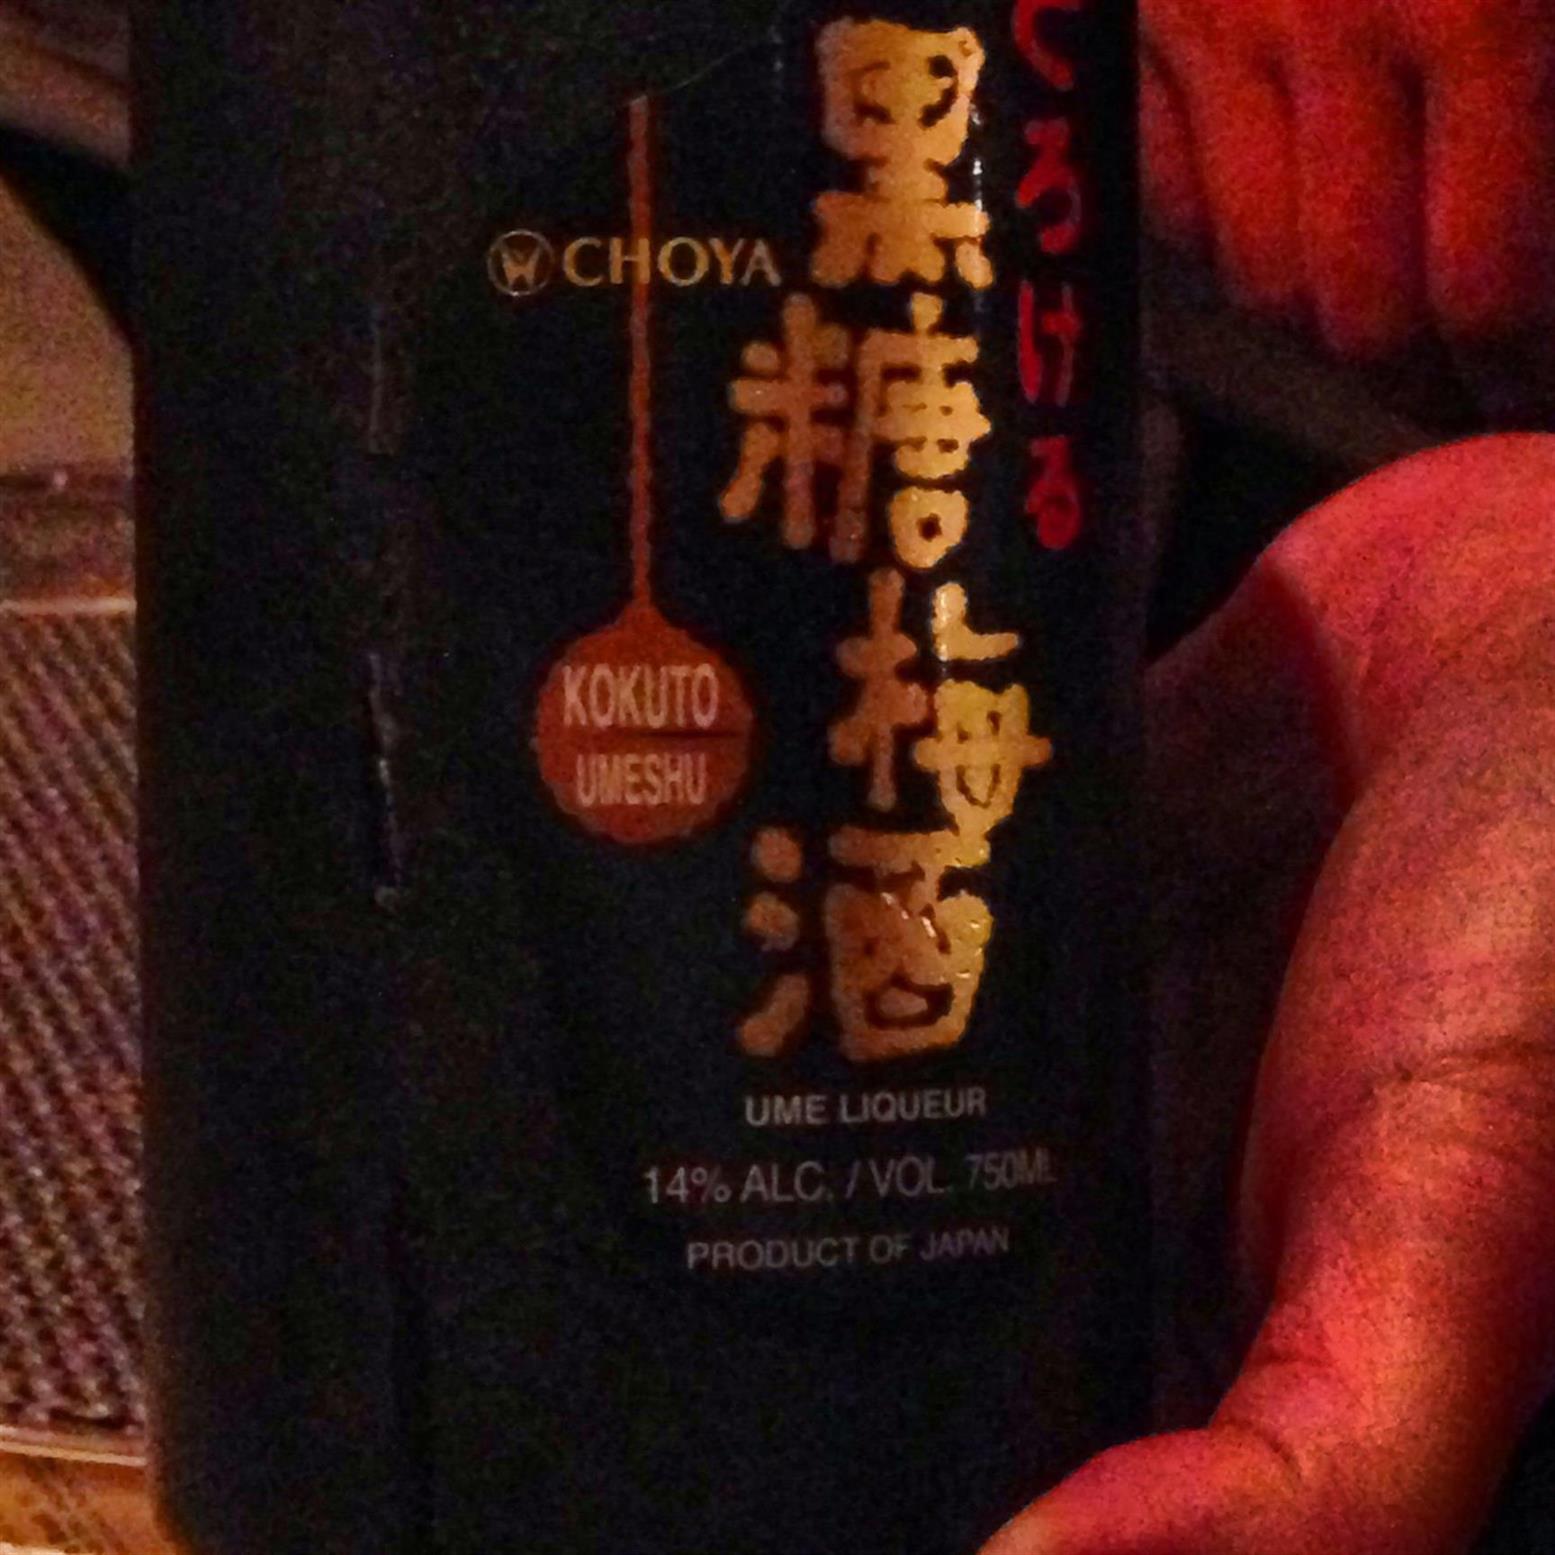 とろける
黒糖梅酒
CHOYA
KOKUTO
UMESHU
UME LIQUEUR
14% ALC. / VOL. 750ML
PRODUCT OF JAPAN